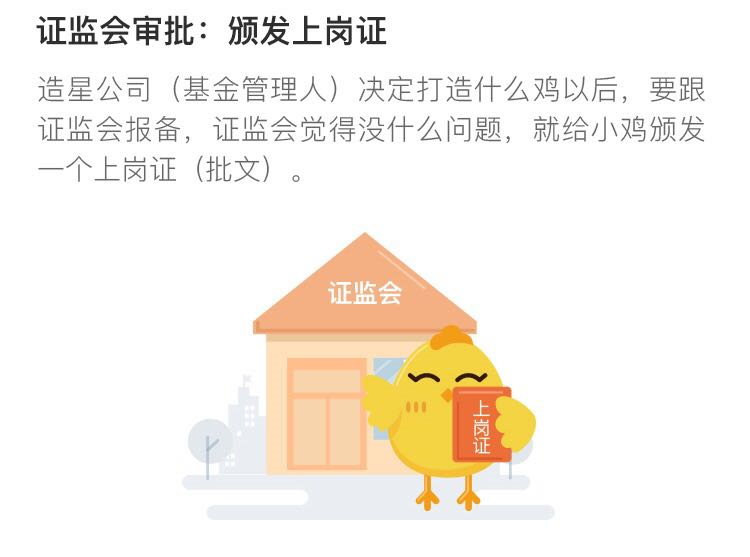 证监会审批：颁发上岗证
造星公司（基金管理人）决定打造什么鸡以后，要跟
证监会报备，证监会觉得没什么问题，就给小鸡颁发
一个上岗证（批文）。
证监会
上岗证